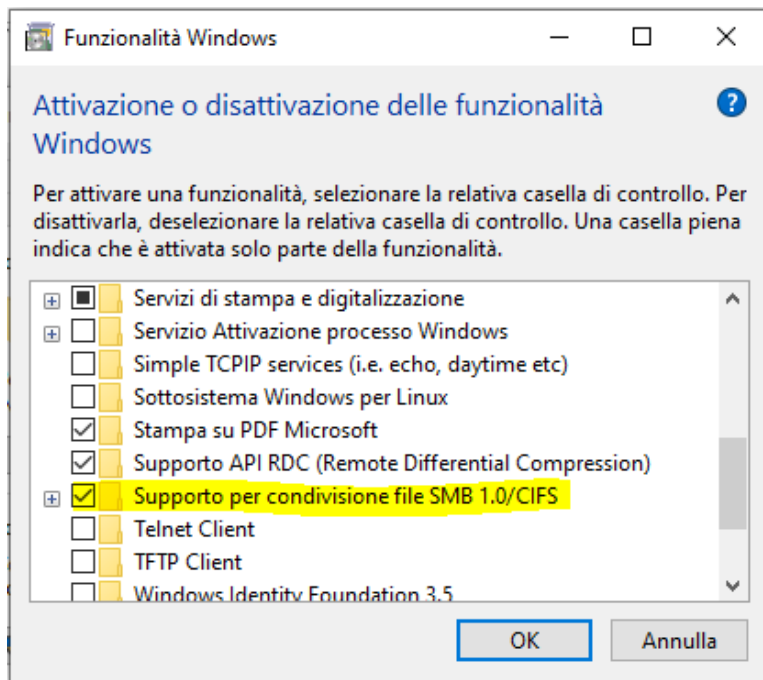 Funzionalità Windows
Attivazione o disattivazione delle funzionalità
Windows
Per attivare una funzionalità, selezionare la relativa casella di controllo. Per
disattivarla, deselezionare la relativa casella di controllo. Una casella piena
indica che è attivata solo parte della funzionalità.
Servizi di stampa e digitalizzazione
Servizio Attivazione processo Windows
Simple TCPIP services (i.e. echo, daytime etc)
Sottosistema Windows per Linux
Stampa su PDF Microsoft
Supporto API RDC (Remote Differential Compression)
Supporto per condivisione file SMB 1.0/CIFS
Telnet Client
TFTP Client
Windows Identity Foundation 3.5
OK Annulla